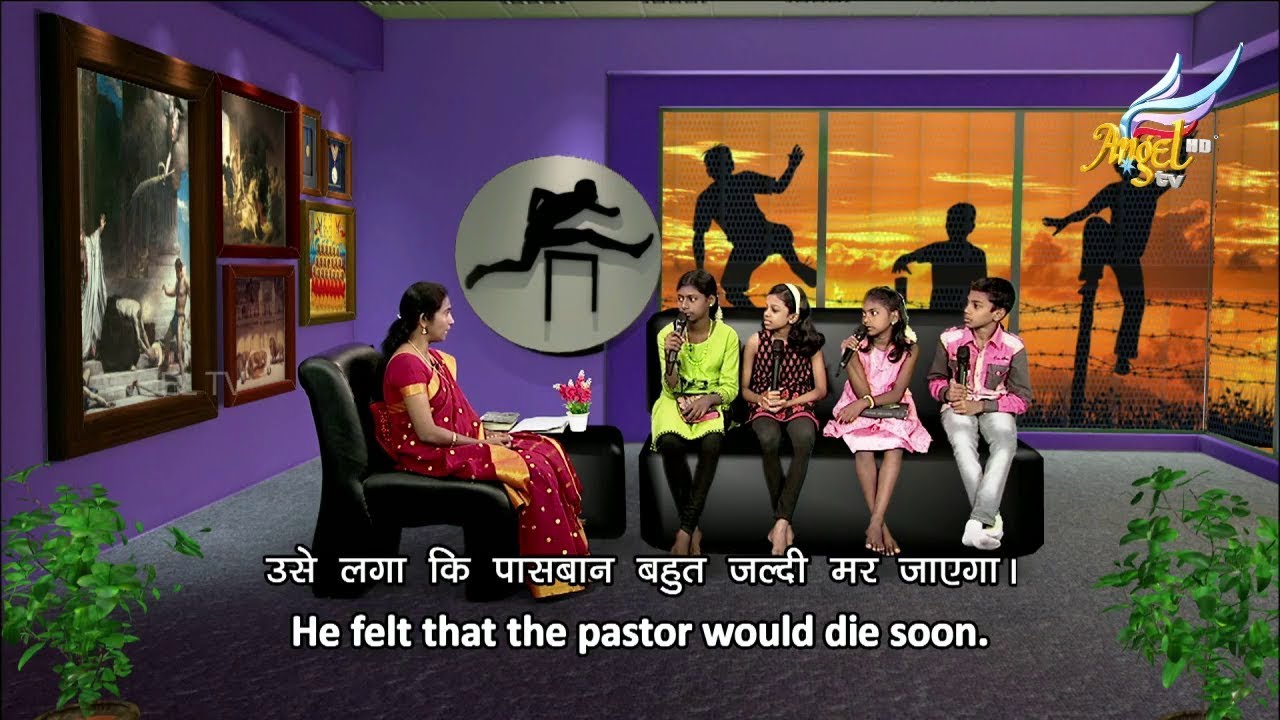 Angel HD
tv
उसे लगा कि पासबान बहुत जल्दी मर जाएगा।
He felt that the pastor would die soon.